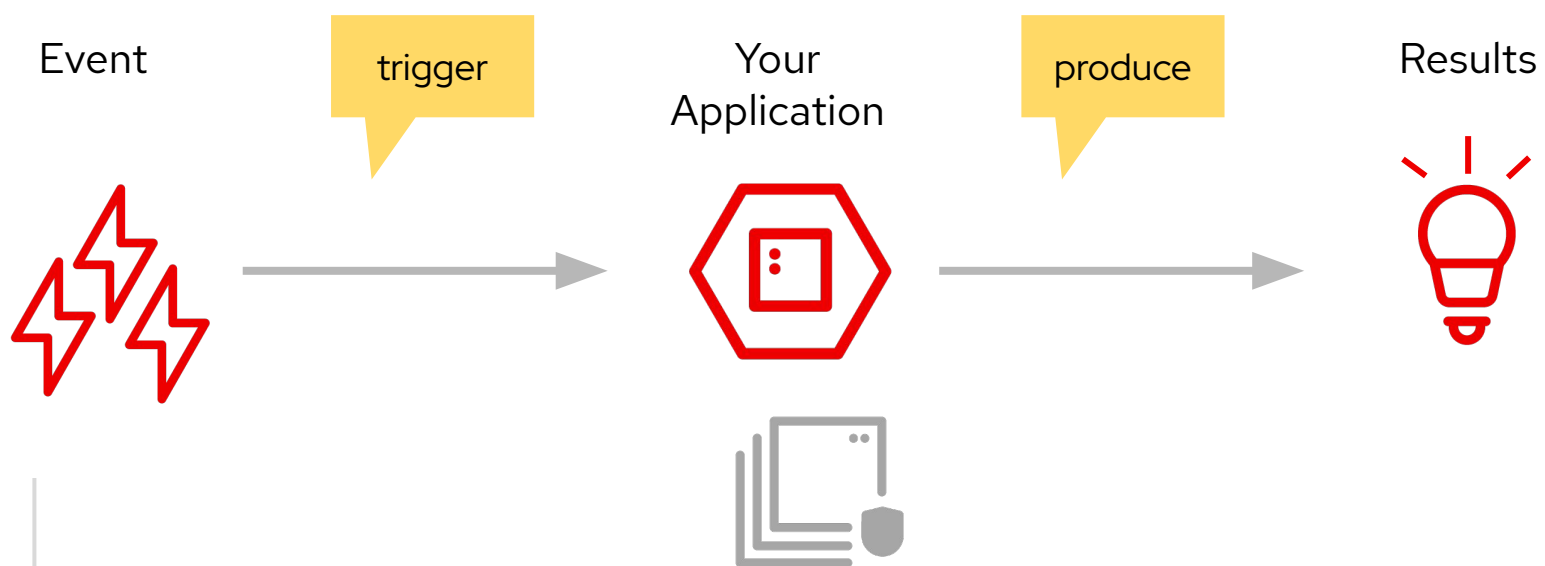 Event
trigger
Your
Application
produce
Results